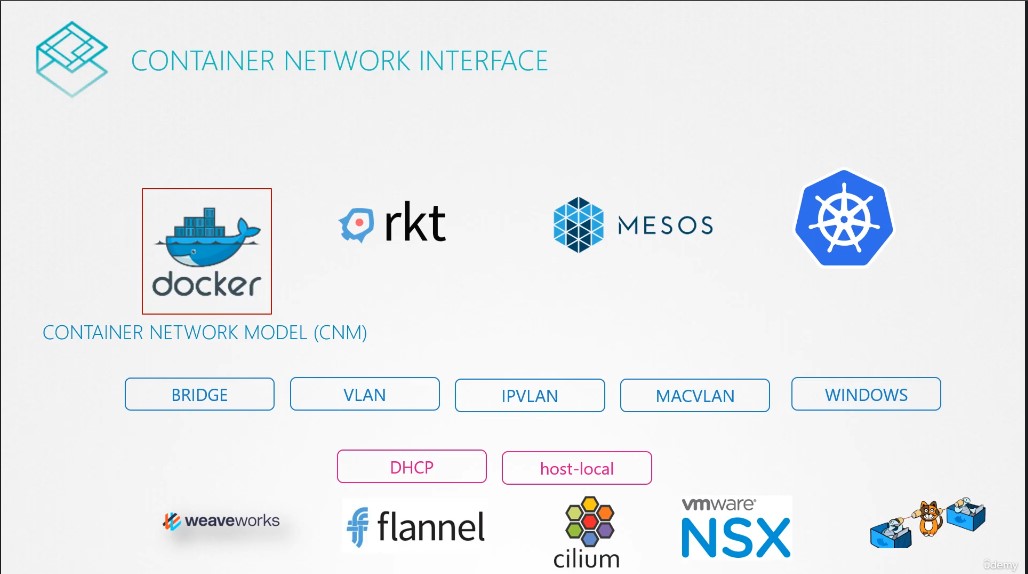 CONTAINER NETWORK INTERFACE
docker
rkt
MESOS
CONTAINER NETWORK MODEL (CNM)
BRIDGE
VLAN
IPVLAN
MACVLAN
WINDOWS
DHCP
host-local
weaveworks
flannel
cilium
vmware®
NSX
ûdemy